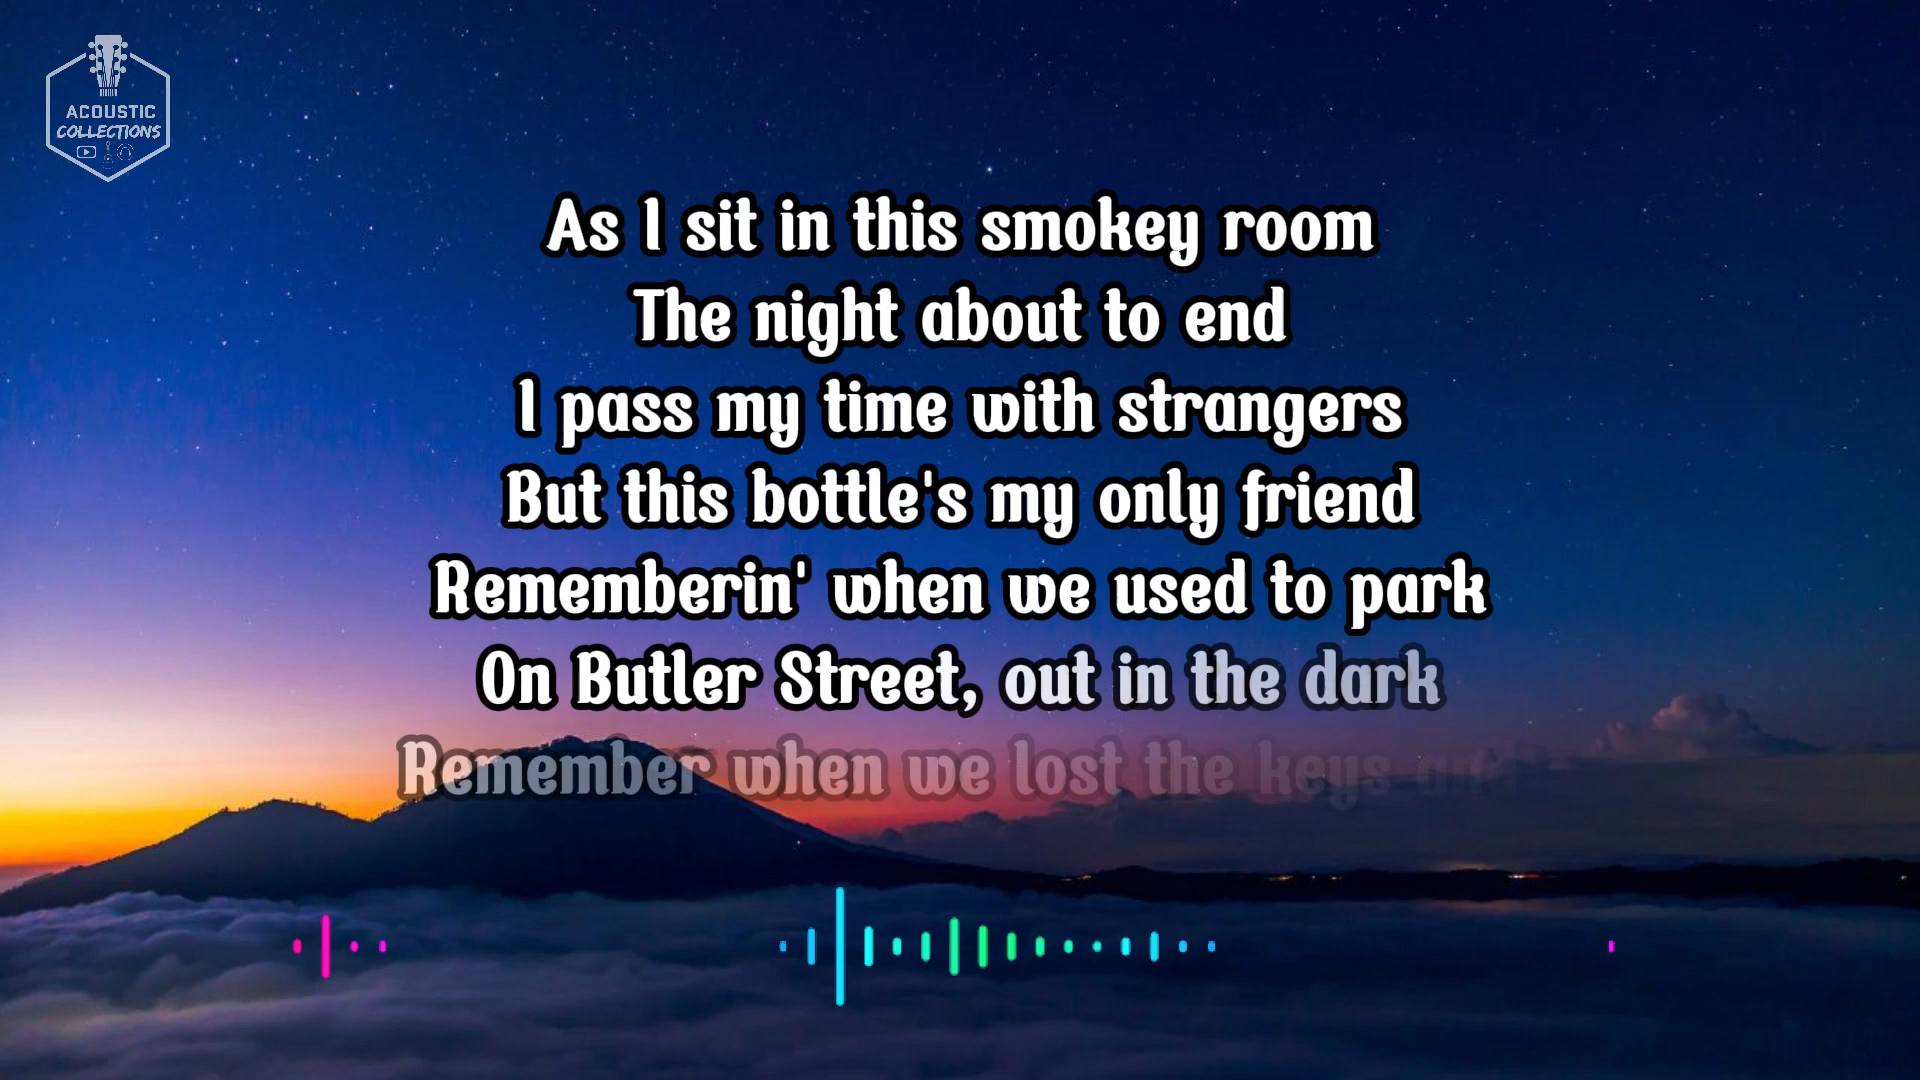 ACOUSTIC
COLLECTIONS
As I sit in this smokey room
The night about to end
I pass my time with strangers
But this bottle's my only friend
Rememberin' when we used to park
On Butler Street, out in the dark
Remember when we lost the keys and